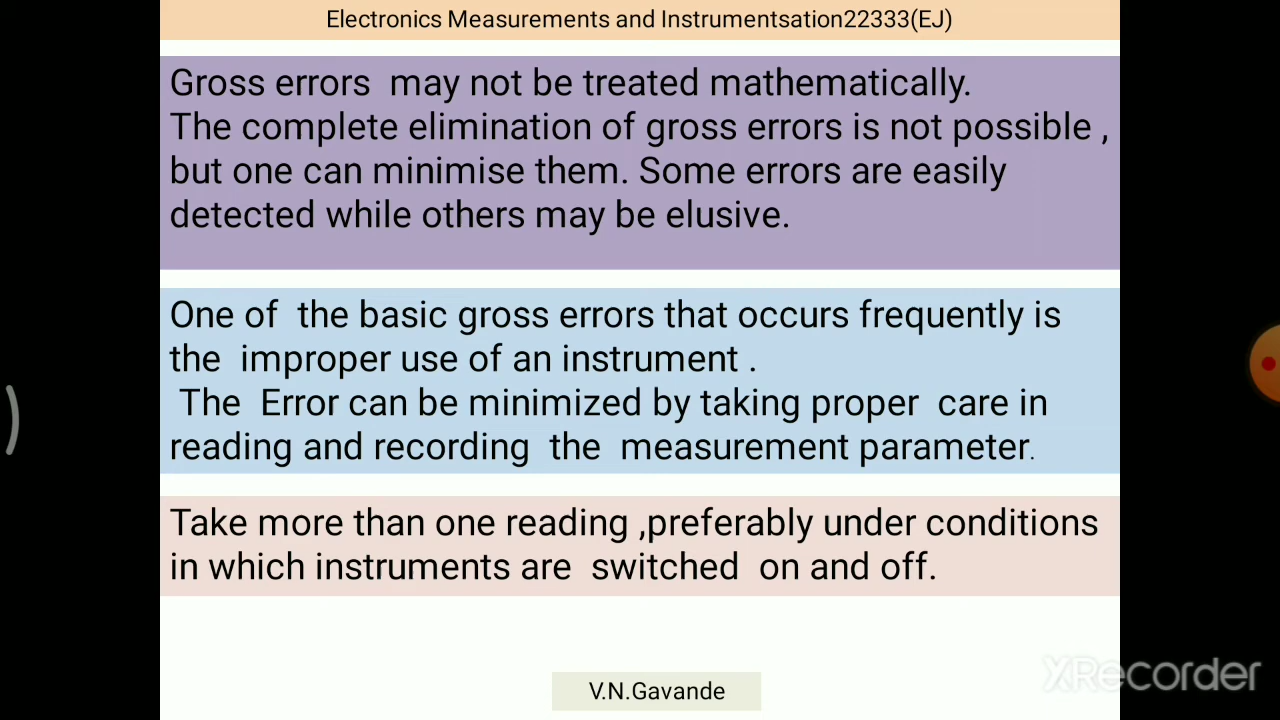 Electronics Measurements and Instrumentsation22333(EJ)
Gross errors may not be treated mathematically.
The complete elimination of gross errors is not possible ,
but one can minimise them. Some errors are easily
detected while others may be elusive.
One of the basic gross errors that occurs frequently is
the improper use of an instrument .
The Error can be minimized by taking proper care in
reading and recording the measurement parameter.
Take more than one reading ,preferably under conditions
in which instruments are switched on and off.
V.N.Gavande
XRecorder